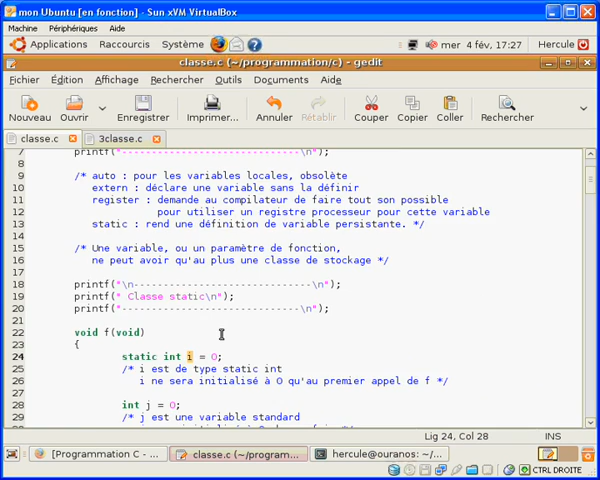 mon Ubuntu [en fonction] - Sun xVM VirtualBox
Machine Périphériques Aide
Applications Raccourcis Système mer 4 fév, 17:27 Hercule
classe.c (~/programmation/c) - gedit
Fichier Édition Affichage Rechercher Outils Documents Aide
Nouveau Ouvrir Enregistrer Imprimer... Annuler Rétablir Couper Copier Coller Rechercher
classe.c 3classe.c
7 printf("------------------------------\n");
8
9 /* auto : pour les variables locales, obsolète
10 extern : déclare une variable sans la définir
11 register : demande au compilateur de faire tout son possible
12 pour utiliser un registre processeur pour cette variable
13 static : rend une définition de variable persistante. */
14
15 /* Une variable, ou un paramètre de fonction,
16 ne peut avoir qu'au plus une classe de stockage */
17
18 printf("\n------------------------------\n");
19 printf(" Classe static\n");
20 printf("------------------------------\n");
21
22 void f(void)
23 {
24 static int i = 0;
25 /* i est de type static int
26 i ne sera initialisé à 0 qu'au premier appel de f */
27
28 int j = 0;
29 /* j est une variable standard
Lig 24, Col 28 INS
[Programmation C - ... classe.c (~/program... hercule@ouranos: ~/...
CTRL DROITE